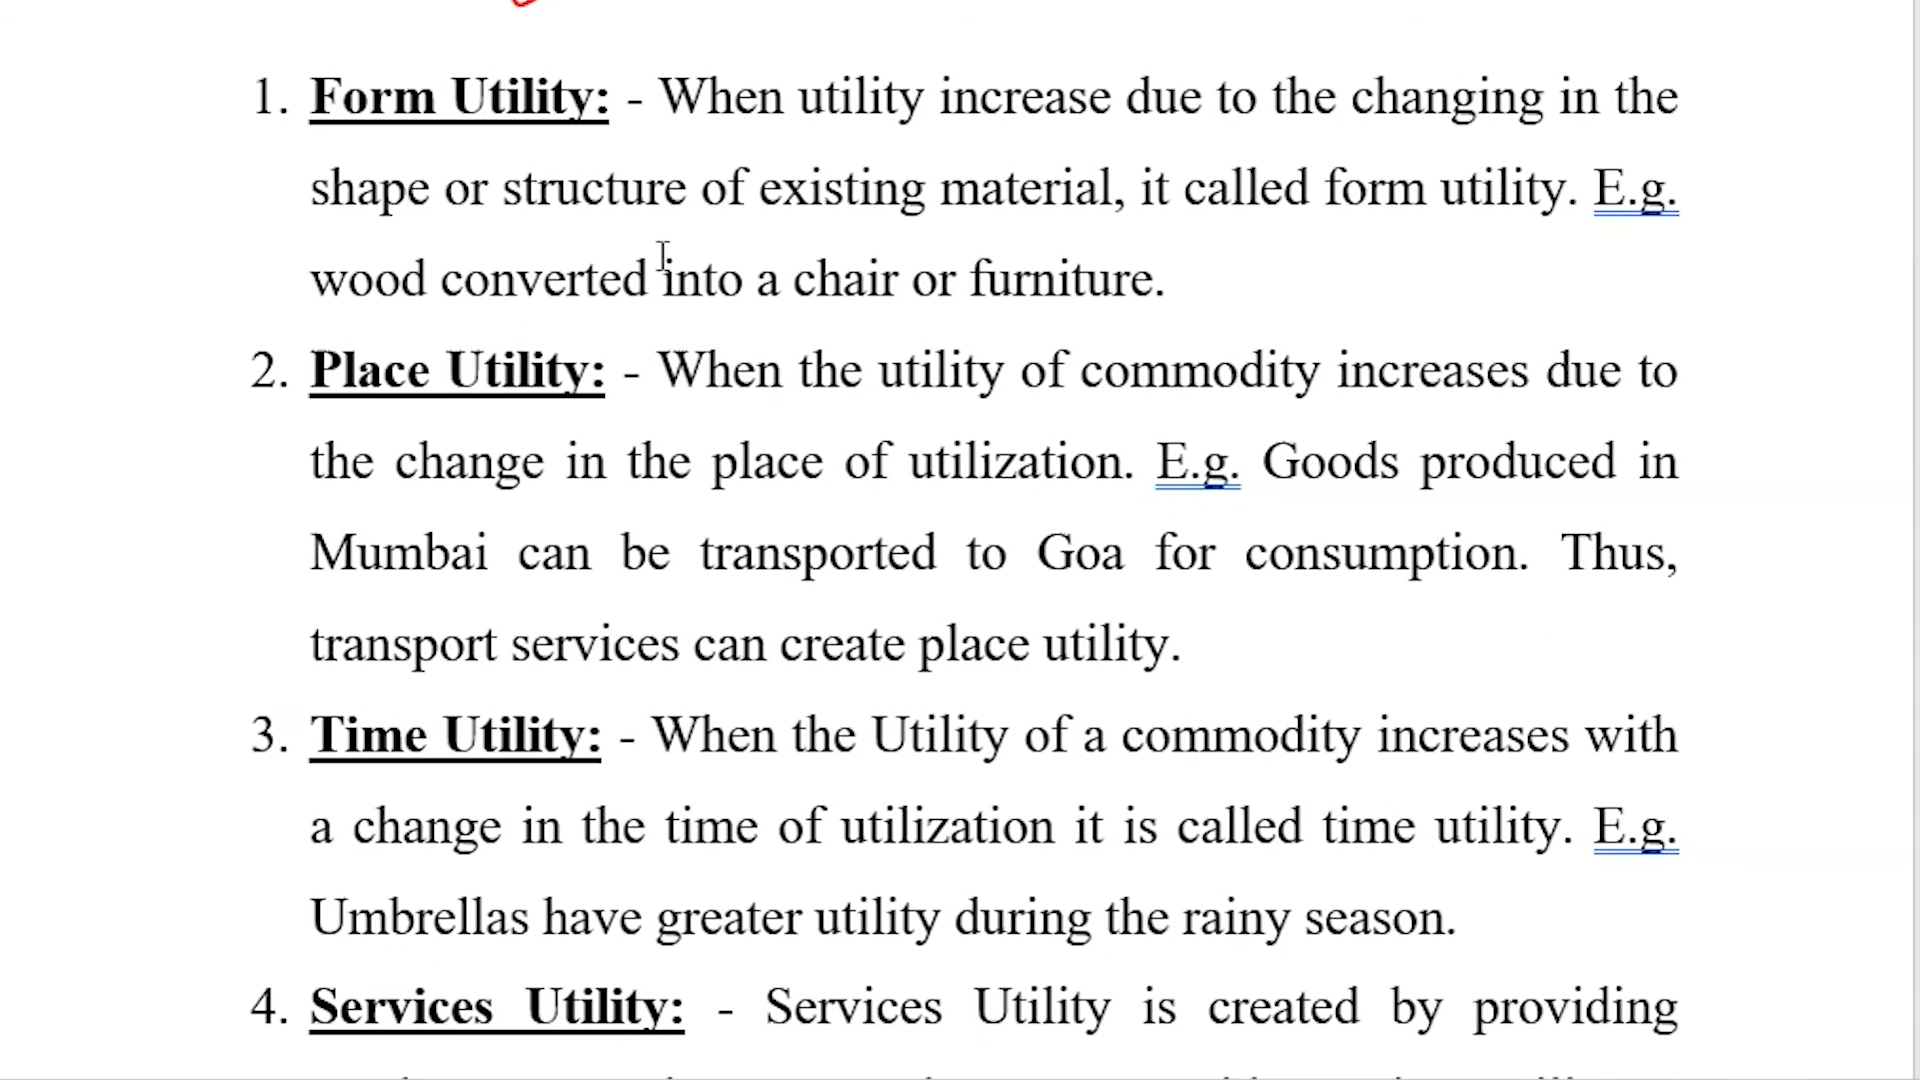 1. Form Utility: - When utility increase due to the changing in the
shape or structure of existing material, it called form utility. E.g.
wood converted into a chair or furniture.
2. Place Utility: - When the utility of commodity increases due to
the change in the place of utilization. E.g. Goods produced in
Mumbai can be transported to Goa for consumption. Thus,
transport services can create place utility.
3. Time Utility: - When the Utility of a commodity increases with
a change in the time of utilization it is called time utility. E.g.
Umbrellas have greater utility during the rainy season.
4. Services Utility: - Services Utility is created by providing